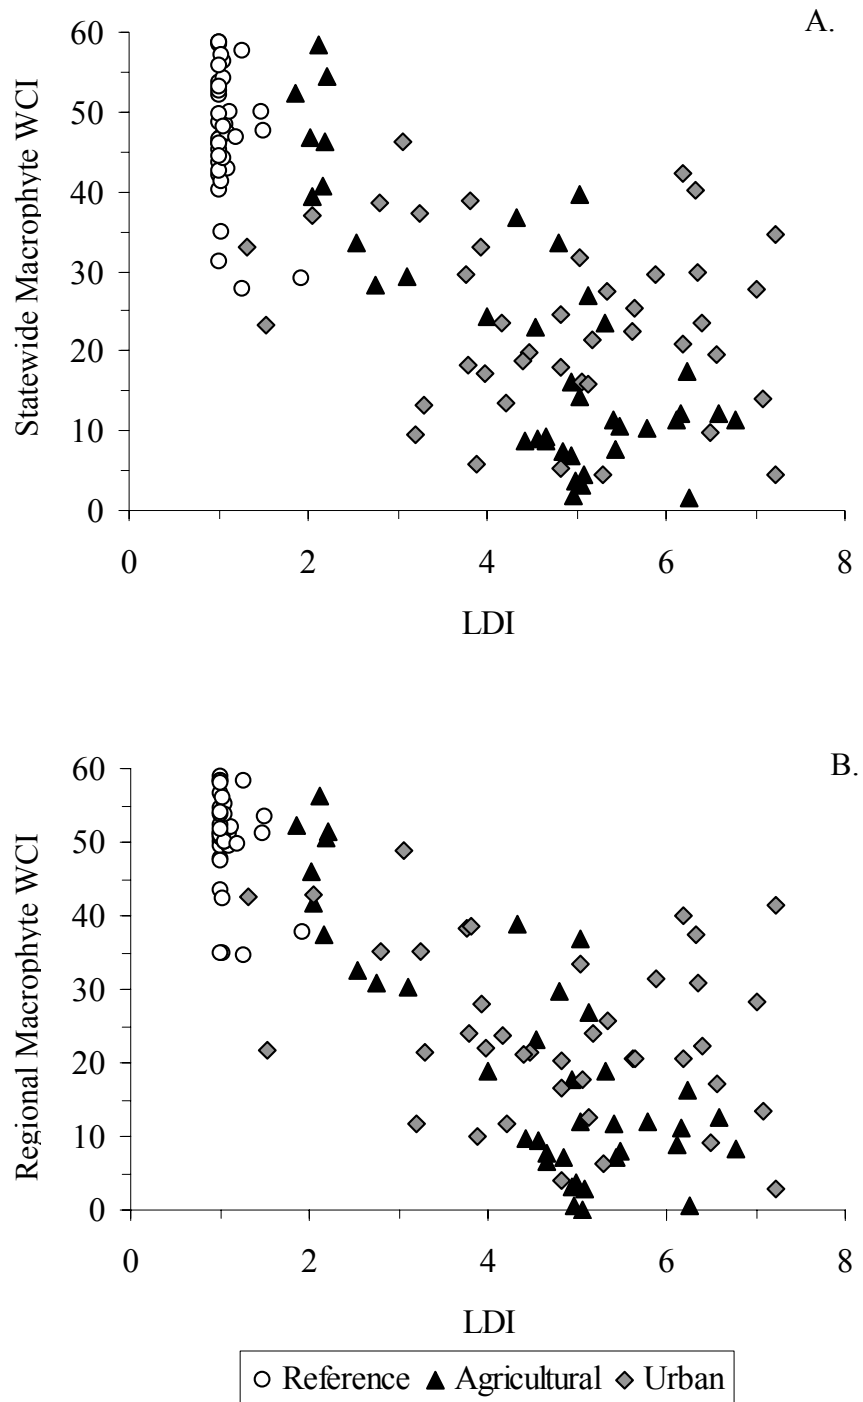 A.
Statewide Macrophyte WCI
60
50
40
30
20
10
0
0 2 4 6 8
LDI
B.
Regional Macrophyte WCI
60
50
40
30
20
10
0
0 2 4 6 8
LDI
Reference Agricultural Urban